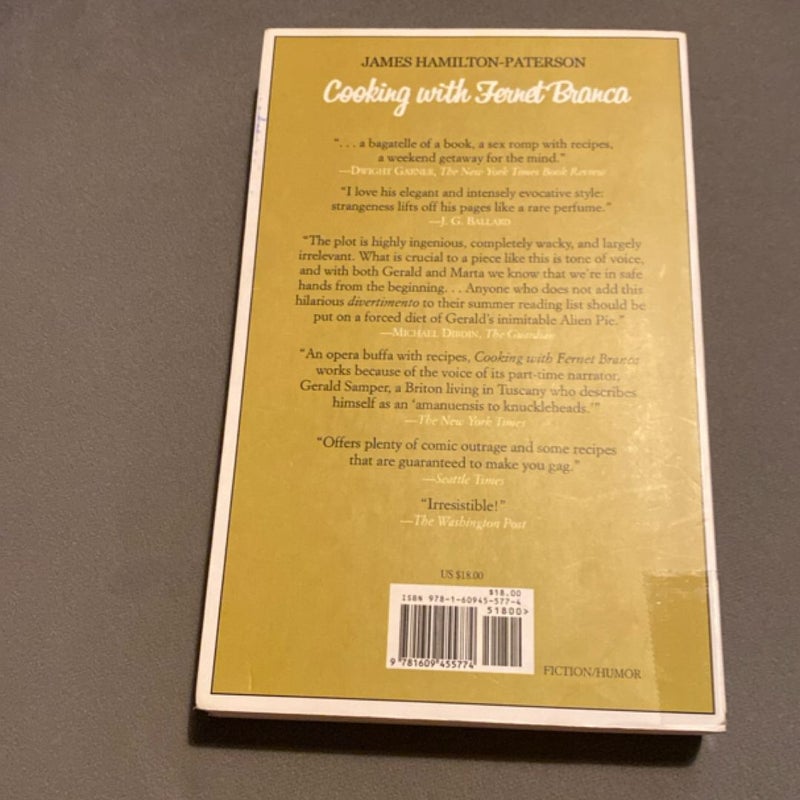 JAMES HAMILTON-PATERSON
Cooking with Fernet Branca
“. . . a bagatelle of a book, a sex romp with recipes,
a weekend getaway for the mind.”
—DWIGHT GARNER, The New York Times Book Review
“I love his elegant and intensely evocative style:
strangeness lifts off his pages like a rare perfume.”
—J. G. BALLARD
“The plot is highly ingenious, completely wacky, and largely
irrelevant. What is crucial to a piece like this is tone of voice,
and with both Gerald and Marta we know that we’re in safe
hands from the beginning. . . Anyone who does not add this
hilarious divertimento to their summer reading list should be
put on a forced diet of Gerald’s inimitable Alien Pie.”
—MICHAEL DIBDIN, The Guardian
“An opera buffa with recipes, Cooking with Fernet Branca
works because of the voice of its part-time narrator,
Gerald Samper, a Briton living in Tuscany who describes
himself as an ‘amanuensis to knuckleheads.’”
—The New York Times
“Offers plenty of comic outrage and some recipes
that are guaranteed to make you gag.”
—Seattle Times
“Irresistible!”
—The Washington Post
US $18.00
$18.00
ISBN 978-1-60945-577-4
51800>
9 781609 455774
FICTION/HUMOR